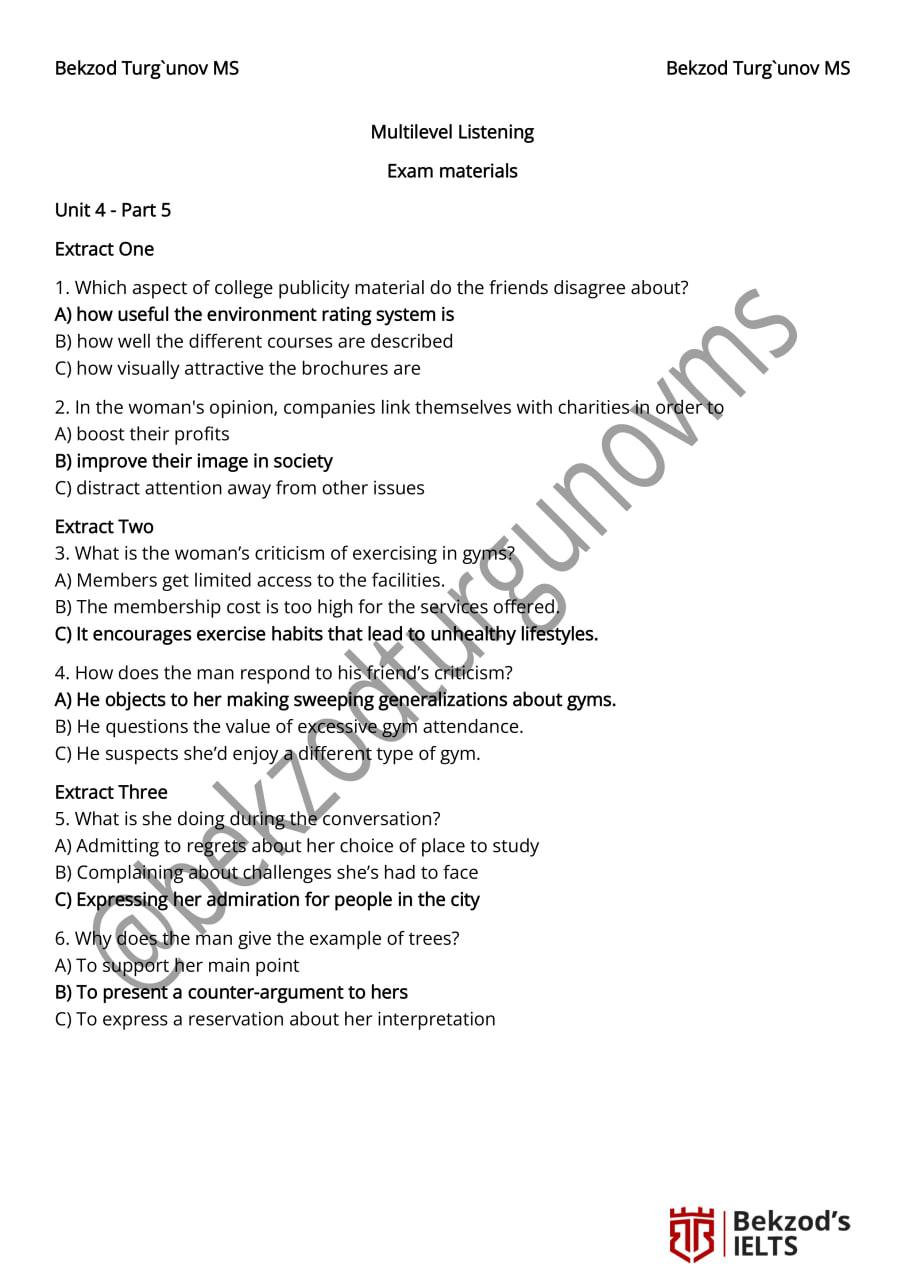 Bekzod Turg`unov MS Bekzod Turg`unov MS
Multilevel Listening
Exam materials
Unit 4 - Part 5
Extract One
1. Which aspect of college publicity material do the friends disagree about?
A) how useful the environment rating system is
B) how well the different courses are described
C) how visually attractive the brochures are
2. In the woman's opinion, companies link themselves with charities in order to
A) boost their profits
B) improve their image in society
C) distract attention away from other issues
Extract Two
3. What is the woman’s criticism of exercising in gyms?
A) Members get limited access to the facilities.
B) The membership cost is too high for the services offered.
C) It encourages exercise habits that lead to unhealthy lifestyles.
4. How does the man respond to his friend’s criticism?
A) He objects to her making sweeping generalizations about gyms.
B) He questions the value of excessive gym attendance.
C) He suspects she’d enjoy a different type of gym.
Extract Three
5. What is she doing during the conversation?
A) Admitting to regrets about her choice of place to study
B) Complaining about challenges she’s had to face
C) Expressing her admiration for people in the city
6. Why does the man give the example of trees?
A) To support her main point
B) To present a counter-argument to hers
C) To express a reservation about her interpretation
@bekzodturgunovms
Bekzod’s
IELTS